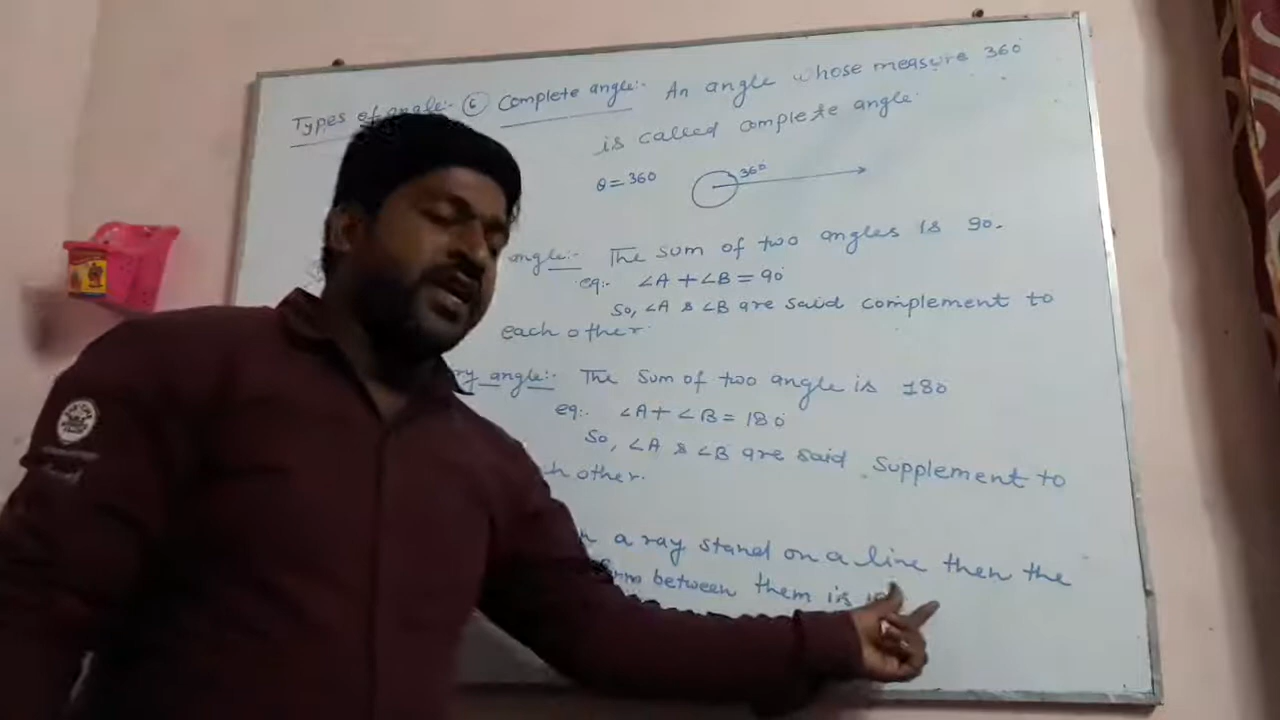 Types of angle:- ⑥ Complete angle:- An angle whose measure 360°
is called complete angle.
θ = 360 360°
angle:- The sum of two angles is 90.
eg:- ∠A + ∠B = 90°
So, ∠A & ∠B are said complement to
each other.
angle:- The sum of two angle is 180°
eg:- ∠A + ∠B = 180°
So, ∠A & ∠B are said Supplement to
other.
a ray stand on a line then the
between them is